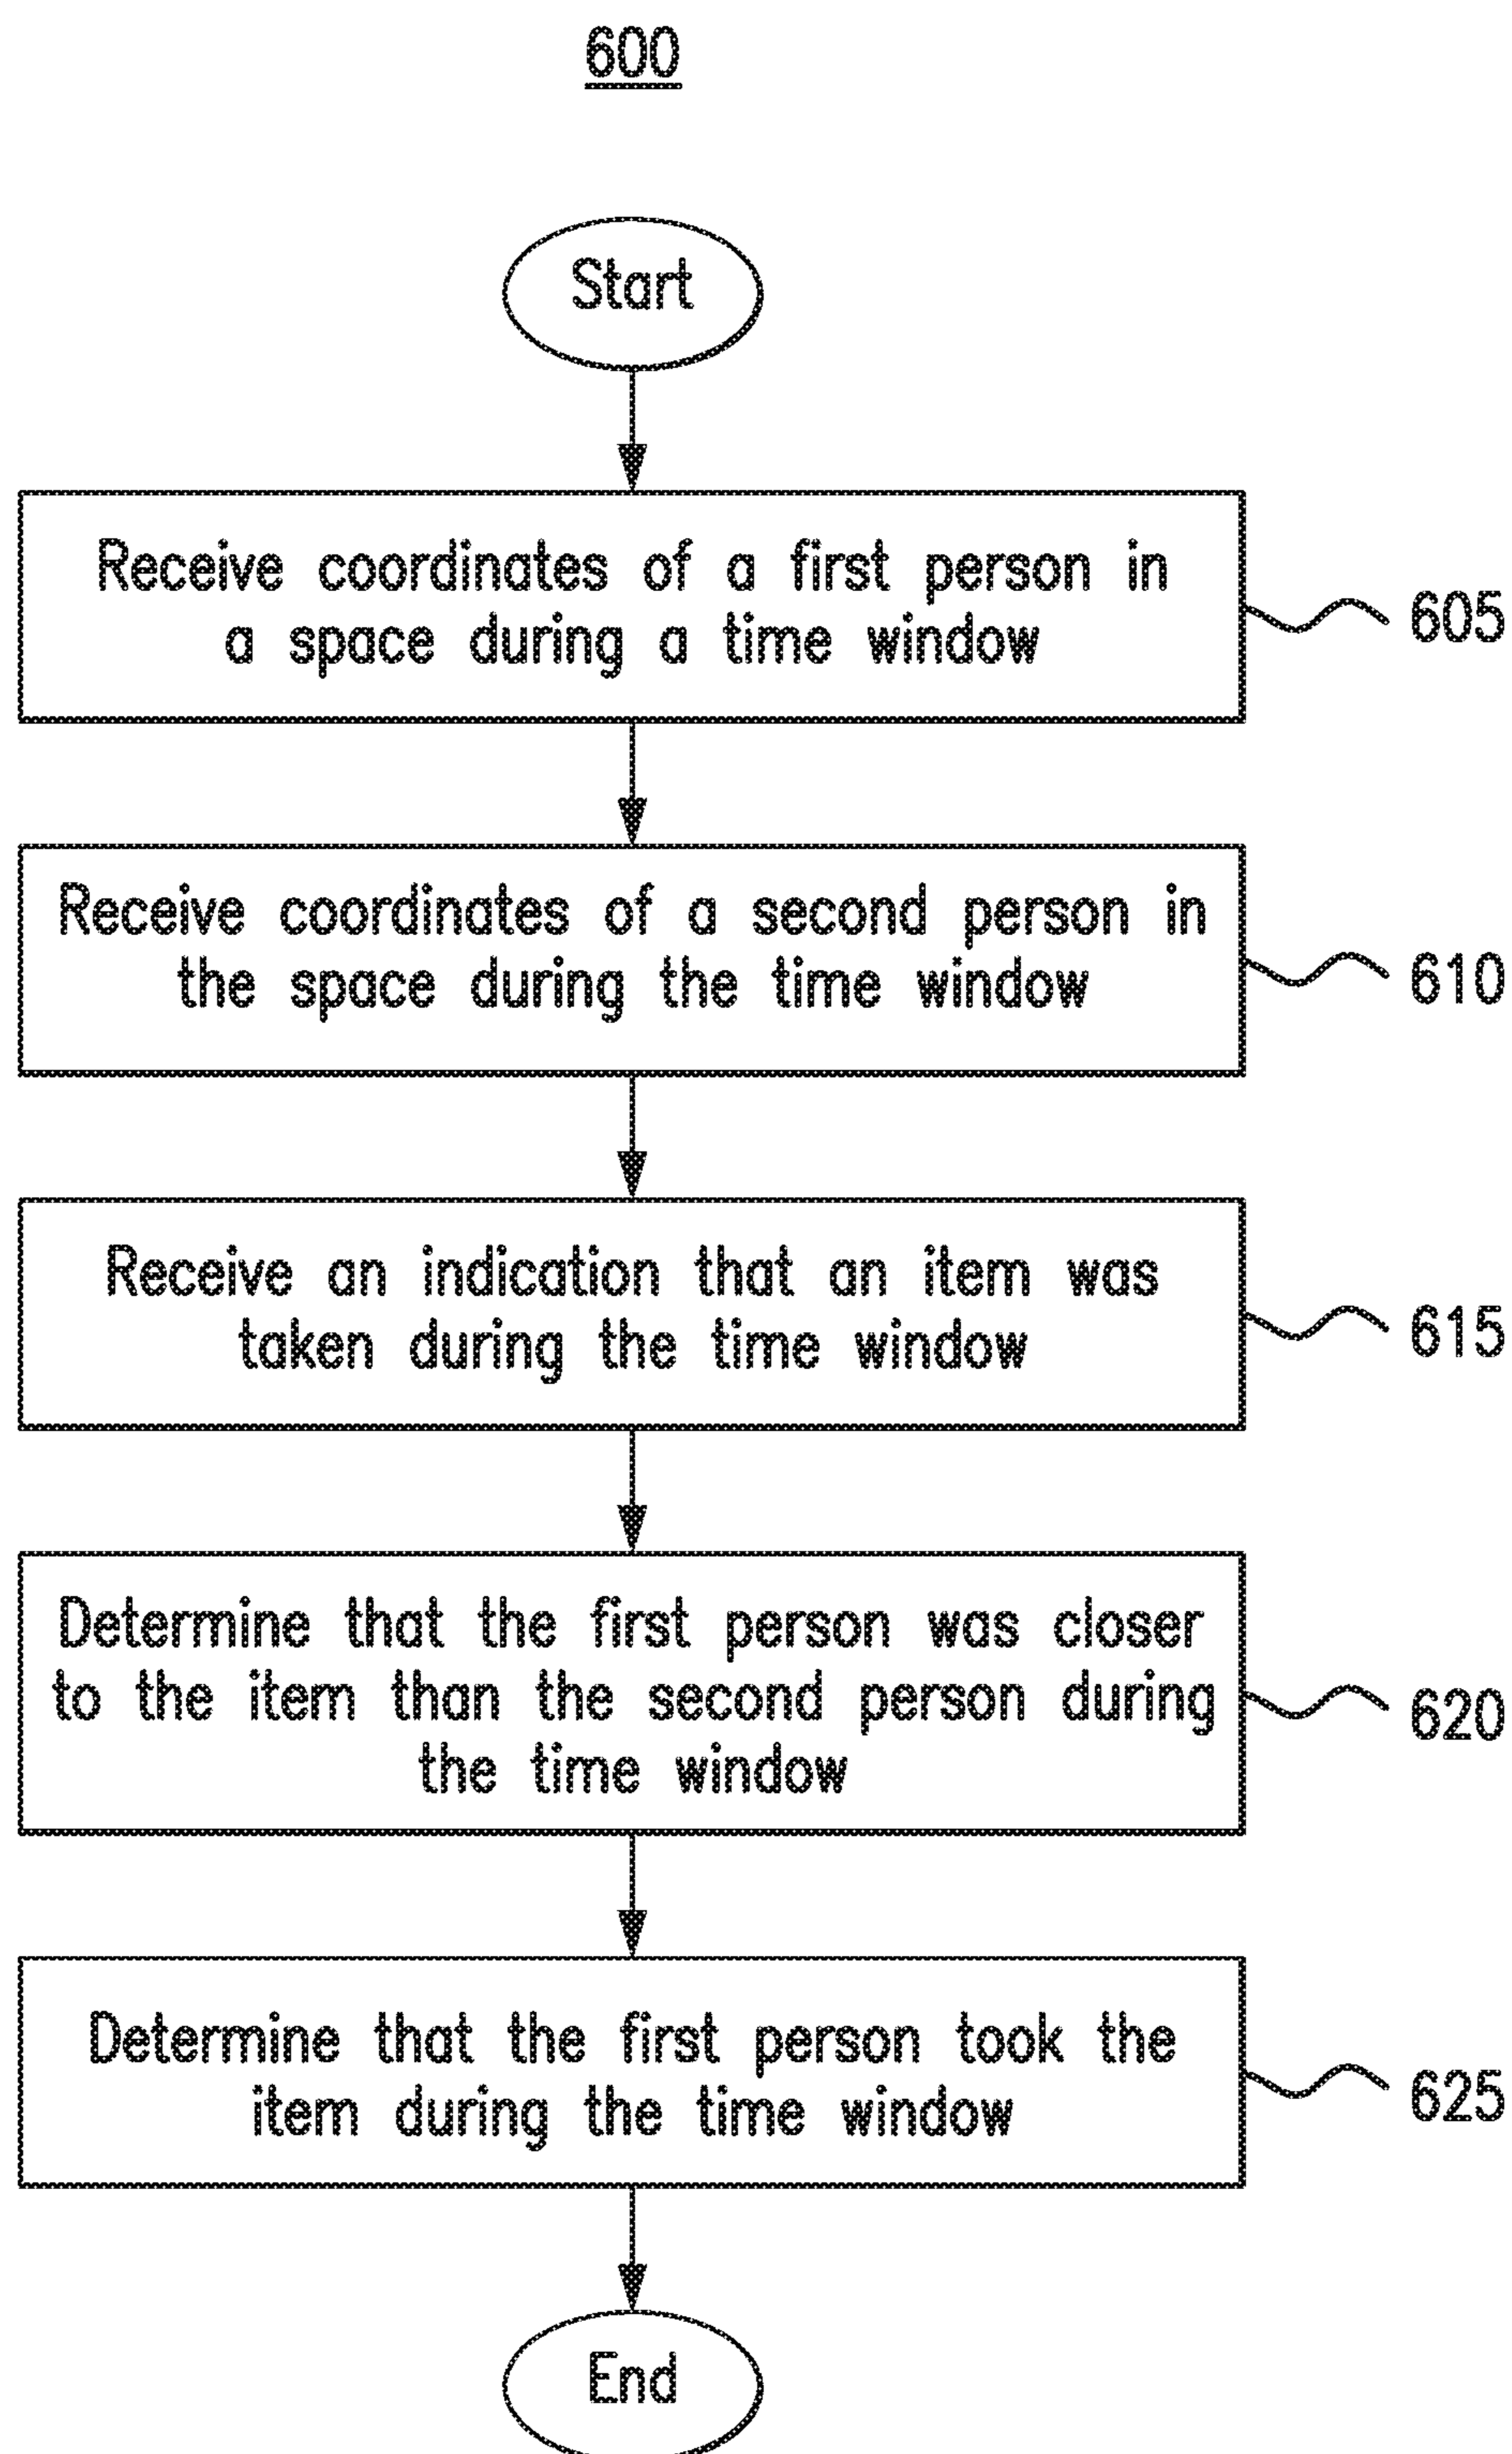 600
Start
Receive coordinates of a first person in
a space during a time window
605
Receive coordinates of a second person in
the space during the time window
610
Receive an indication that an item was
taken during the time window
615
Determine that the first person was closer
to the item than the second person during
the time window
620
Determine that the first person took the
item during the time window
625
End